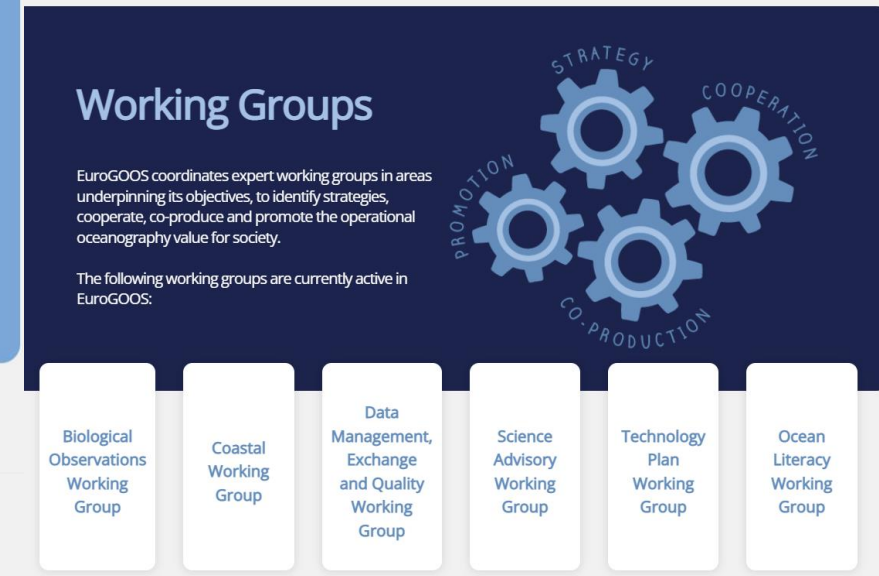 Working Groups
EuroGOOS coordinates expert working groups in areas
underpinning its objectives, to identify strategies,
cooperate, co-produce and promote the operational
oceanography value for society.
The following working groups are currently active in
EuroGOOS:
STRATEGY
COOPERATION
PROMOTION
CO-PRODUCTION
Biological
Observations
Working
Group
Coastal
Working
Group
Data
Management,
Exchange
and Quality
Working
Group
Science
Advisory
Working
Group
Technology
Plan
Working
Group
Ocean
Literacy
Working
Group